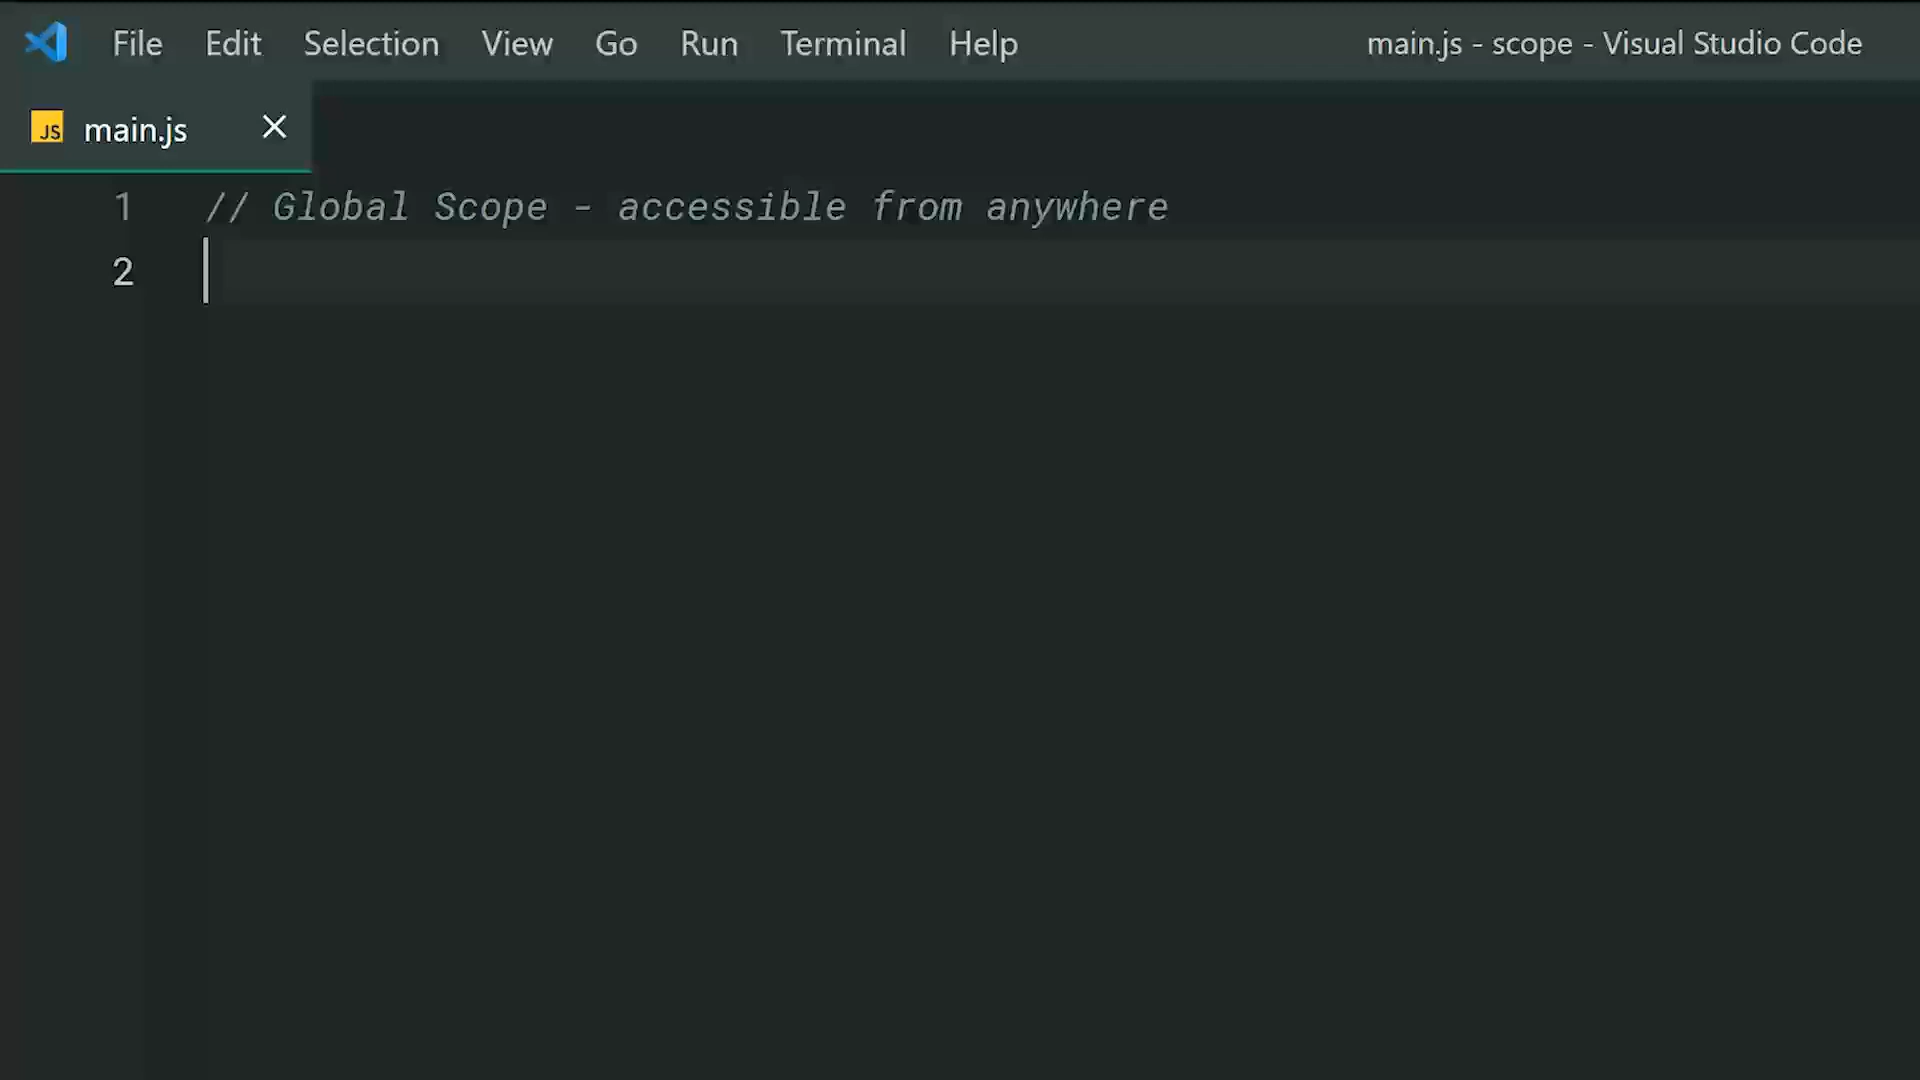 File Edit Selection View Go Run Terminal Help main.js - scope - Visual Studio Code
JS main.js
1 // Global Scope - accessible from anywhere
2